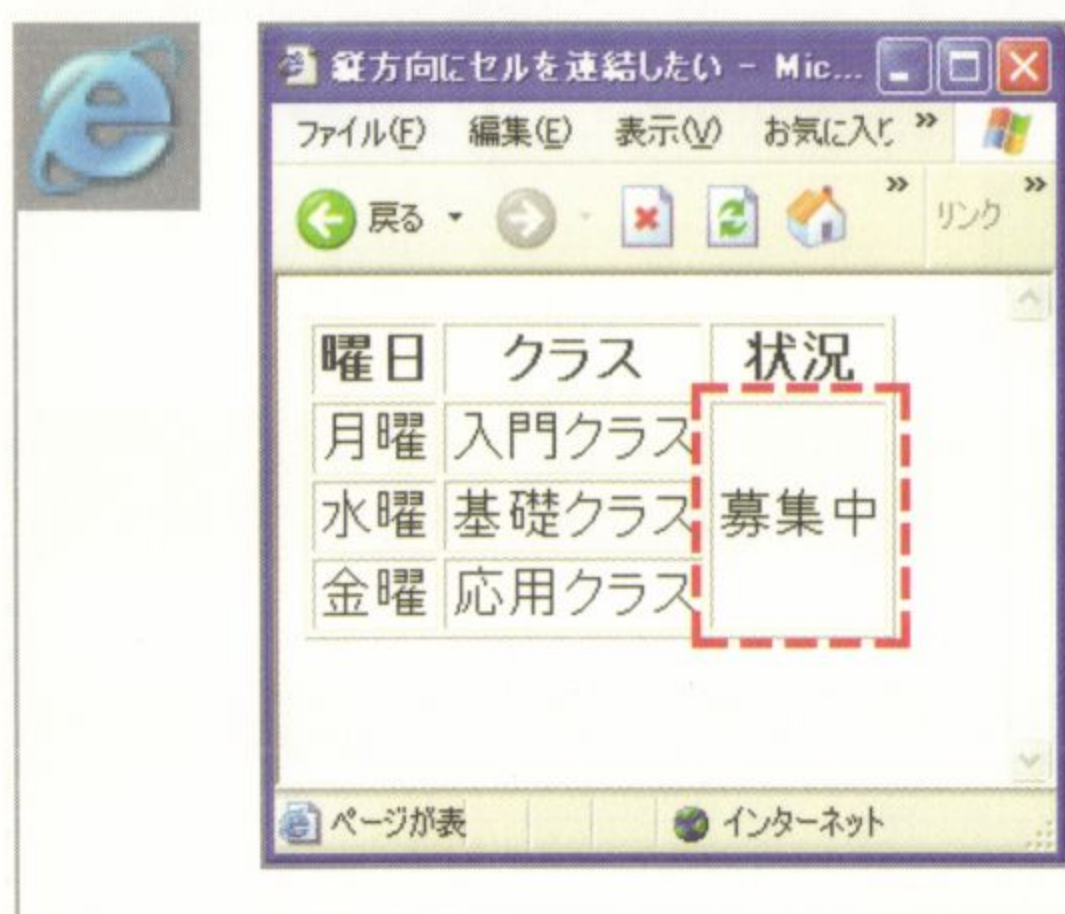 縦方向にセルを連結したい - Mic...
ファイル(F) 編集(E) 表示(V) お気に入り »
戻る » リンク »
曜日 クラス 状況
月曜 入門クラス
水曜 基礎クラス 募集中
金曜 応用クラス
ページが表 インターネット